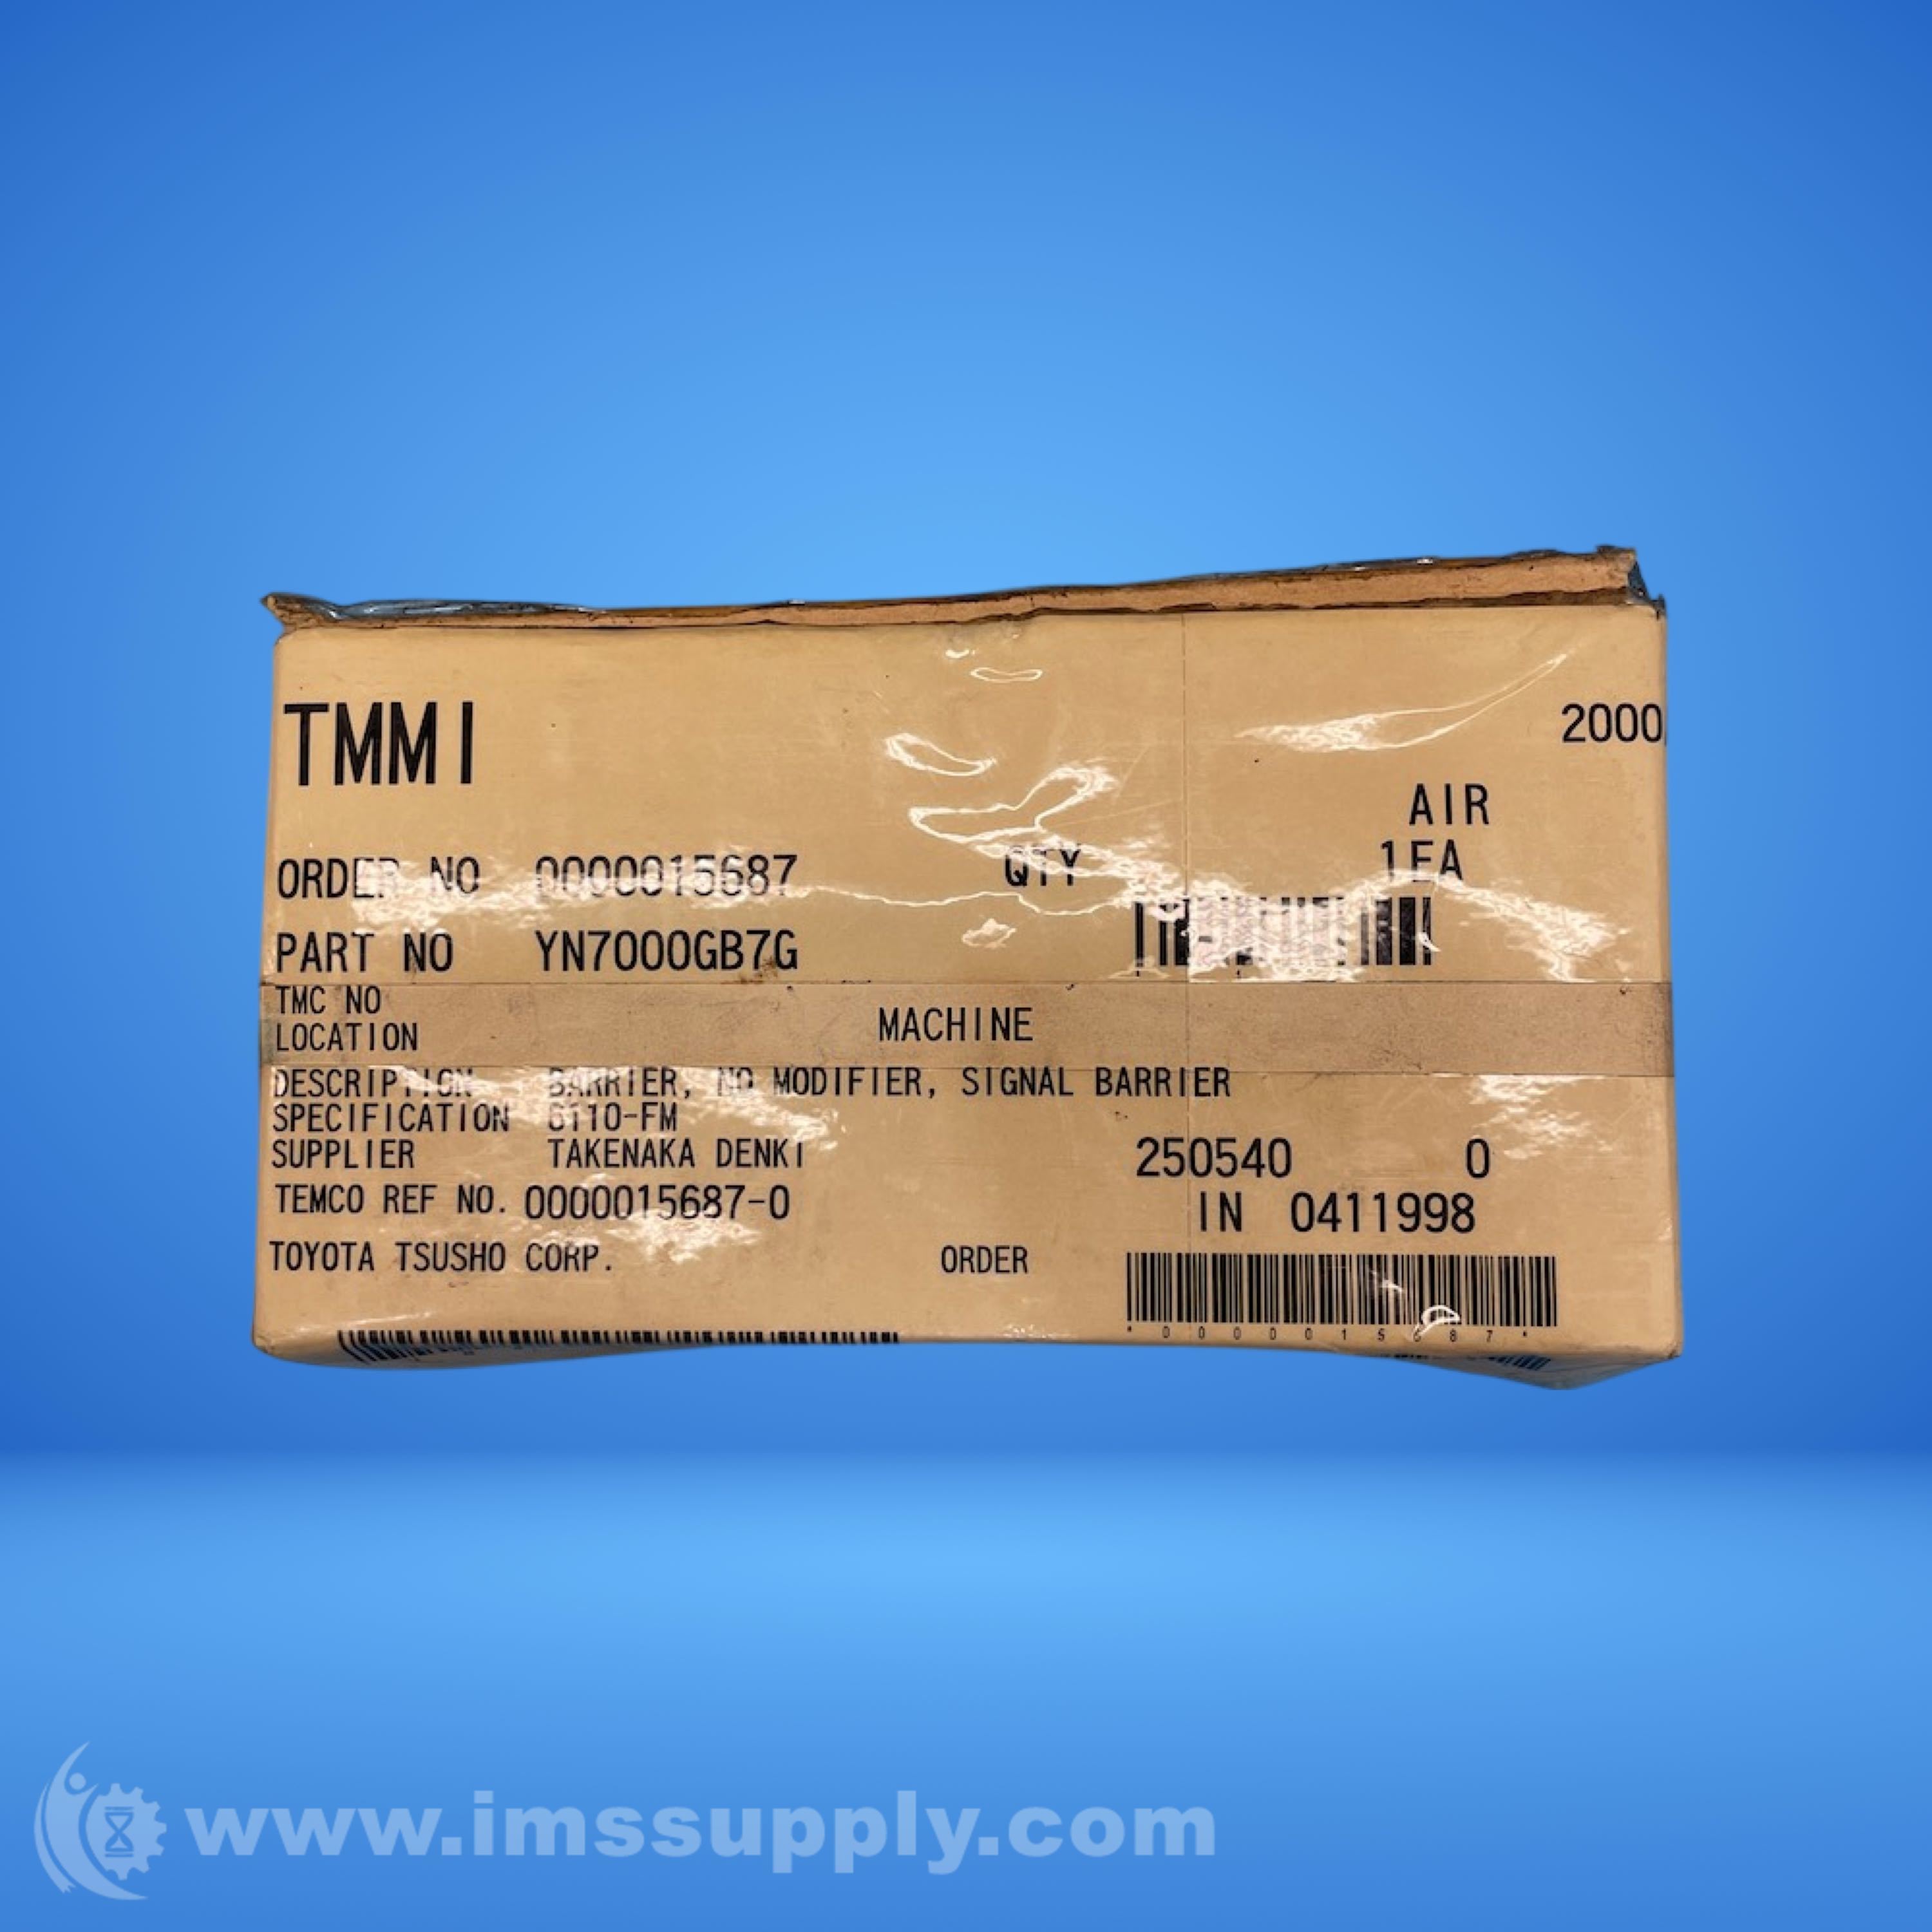 TMMI
2000
AIR
ORDER NO 0000015687 QTY 1EA
PART NO YN7000GB7G
TMC NO
LOCATION MACHINE
DESCRIPTION BARRIER, NO MODIFIER, SIGNAL BARRIER
SPECIFICATION 6110-FM
SUPPLIER TAKENAKA DENKI 250540 0
TEMCO REF NO. 0000015687-0 IN 0411998
TOYOTA TSUSHO CORP. ORDER
*0000015687*
www.imssupply.com